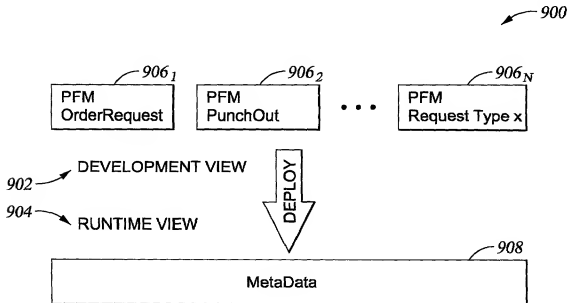 900
906₁ 906₂ 906N
PFM
OrderRequest
PFM
PunchOut
• • •
PFM
Request Type x
902
DEVELOPMENT VIEW
904
RUNTIME VIEW
DEPLOY
908
MetaData